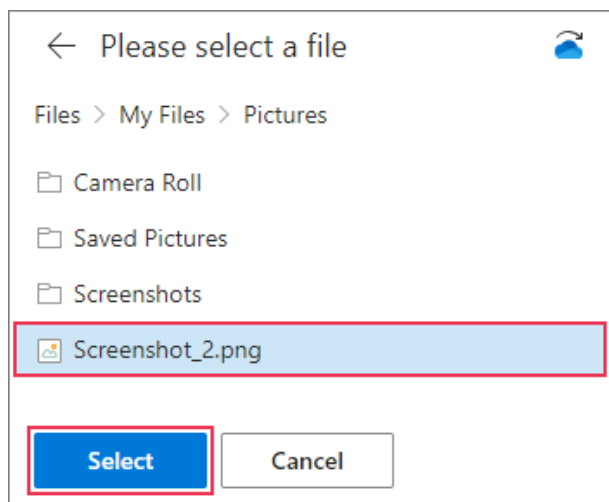 Please select a file
Files > My Files > Pictures
Camera Roll
Saved Pictures
Screenshots
Screenshot_2.png
Select Cancel